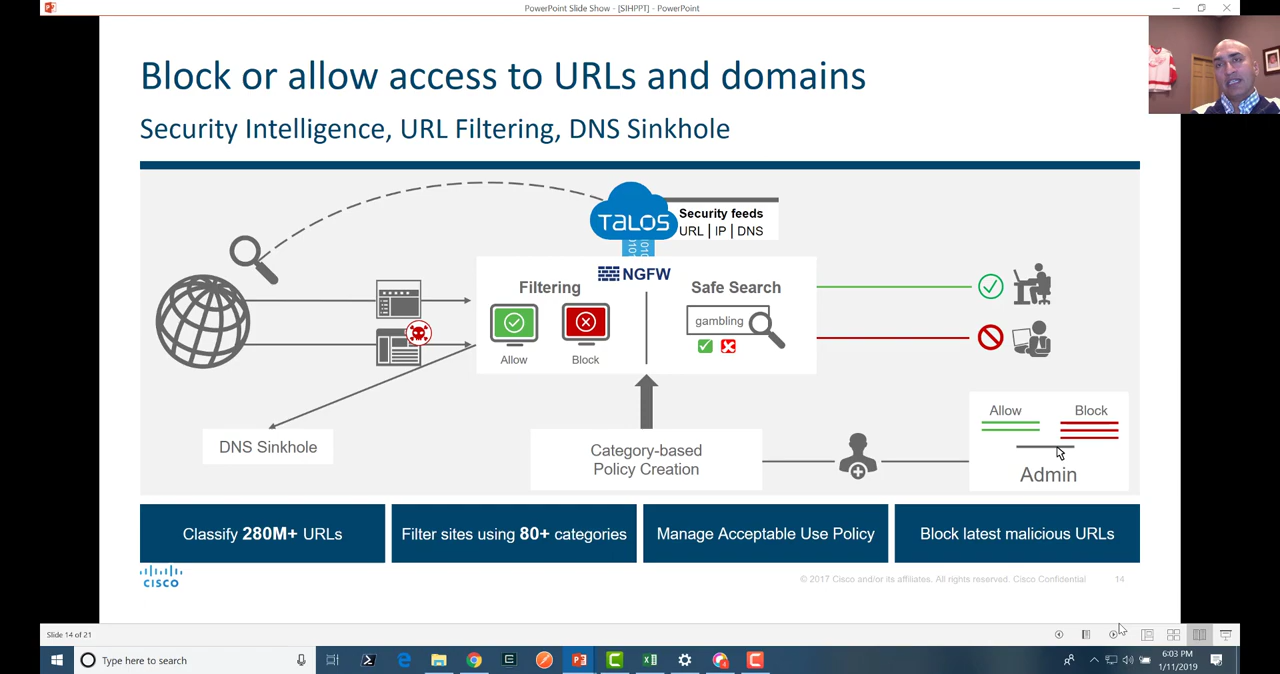 PowerPoint Slide Show - [SIHPPT] - PowerPoint
Block or allow access to URLs and domains
Security Intelligence, URL Filtering, DNS Sinkhole
TALOS
Security feeds
URL | IP | DNS
NGFW
Filtering
Safe Search
gambling
Allow
Block
DNS Sinkhole
Category-based
Policy Creation
Allow
Block
Admin
Classify 280M+ URLs
Filter sites using 80+ categories
Manage Acceptable Use Policy
Block latest malicious URLs
CISCO
© 2017 Cisco and/or its affiliates. All rights reserved. Cisco Confidential
14
Slide 14 of 21
Type here to search
6:03 PM
1/11/2019